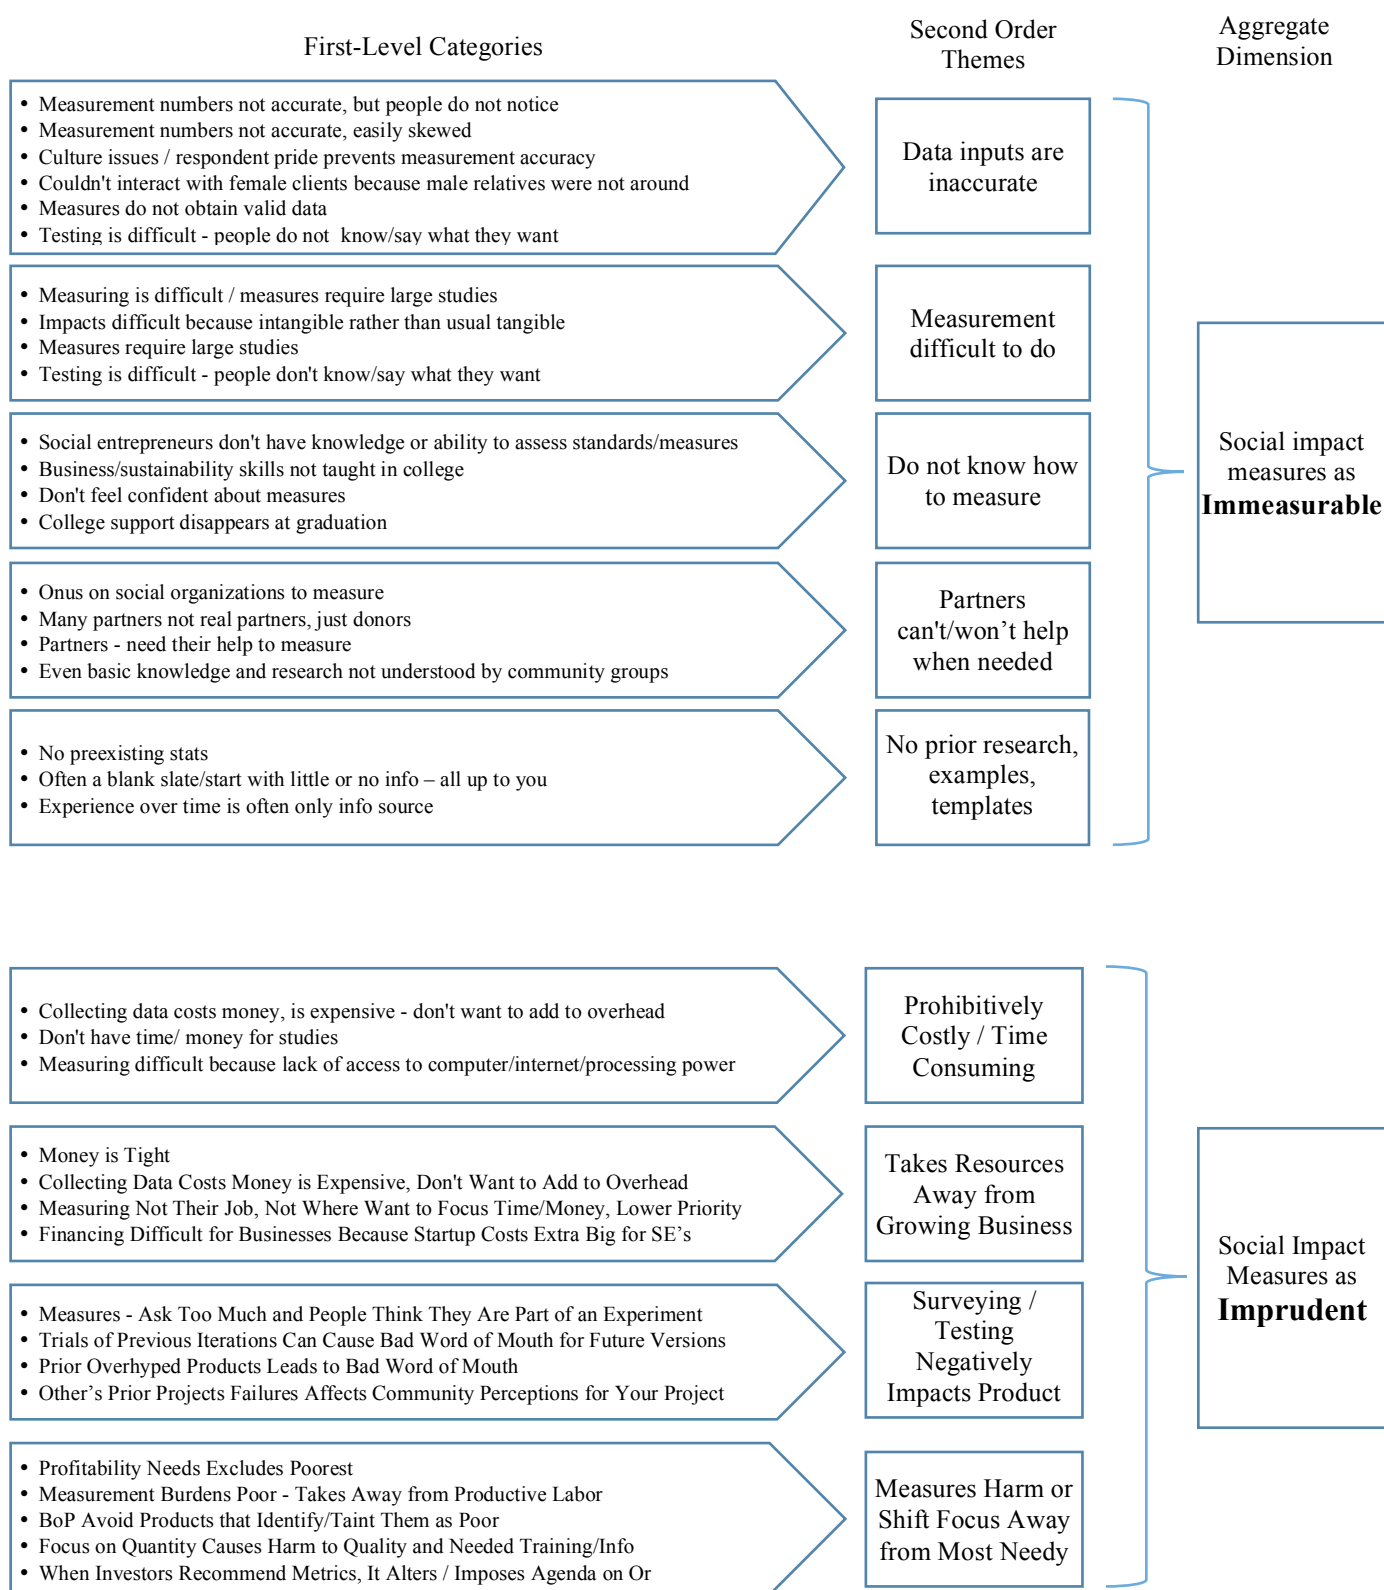 First-Level Categories
Second Order
Themes
Aggregate
Dimension
• Measurement numbers not accurate, but people do not notice
• Measurement numbers not accurate, easily skewed
• Culture issues / respondent pride prevents measurement accuracy
• Couldn't interact with female clients because male relatives were not around
• Measures do not obtain valid data
• Testing is difficult - people do not  know/say what they want
Data inputs are
inaccurate
• Measuring is difficult / measures require large studies
• Impacts difficult because intangible rather than usual tangible
• Measures require large studies
• Testing is difficult - people don't know/say what they want
Measurement
difficult to do
• Social entrepreneurs don't have knowledge or ability to assess standards/measures
• Business/sustainability skills not taught in college
• Don't feel confident about measures
• College support disappears at graduation
Do not know how
to measure
• Onus on social organizations to measure
• Many partners not real partners, just donors
• Partners - need their help to measure
• Even basic knowledge and research not understood by community groups
Partners
can't/won’t help
when needed
• No preexisting stats
• Often a blank slate/start with little or no info – all up to you
• Experience over time is often only info source
No prior research,
examples,
templates
Social impact
measures as
Immeasurable
• Collecting data costs money, is expensive - don't want to add to overhead
• Don't have time/ money for studies
• Measuring difficult because lack of access to computer/internet/processing power
Prohibitively
Costly / Time
Consuming
• Money is Tight
• Collecting Data Costs Money is Expensive, Don't Want to Add to Overhead
• Measuring Not Their Job, Not Where Want to Focus Time/Money, Lower Priority
• Financing Difficult for Businesses Because Startup Costs Extra Big for SE’s
Takes Resources
Away from
Growing Business
• Measures - Ask Too Much and People Think They Are Part of an Experiment
• Trials of Previous Iterations Can Cause Bad Word of Mouth for Future Versions
• Prior Overhyped Products Leads to Bad Word of Mouth
• Other’s Prior Projects Failures Affects Community Perceptions for Your Project
Surveying /
Testing
Negatively
Impacts Product
• Profitability Needs Excludes Poorest
• Measurement Burdens Poor - Takes Away from Productive Labor
• BoP Avoid Products that Identify/Taint Them as Poor
• Focus on Quantity Causes Harm to Quality and Needed Training/Info
• When Investors Recommend Metrics, It Alters / Imposes Agenda on Or
Measures Harm or
Shift Focus Away
from Most Needy
Social Impact
Measures as
Imprudent